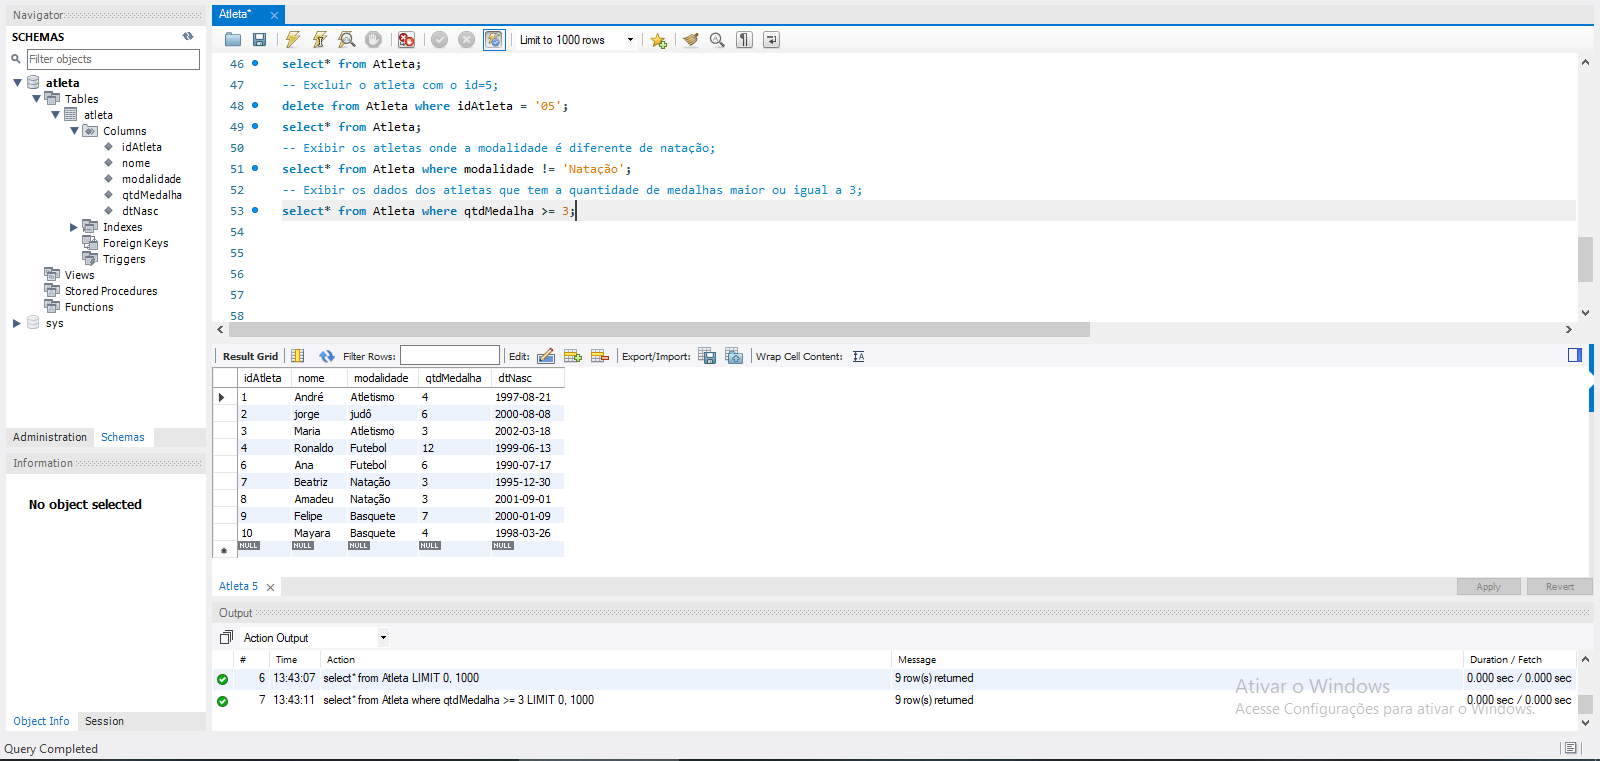 Navigator
SCHEMAS
Filter objects
atleta
Tables
atleta
Columns
idAtleta
nome
modalidade
qtdMedalha
dtNasc
Indexes
Foreign Keys
Triggers
Views
Stored Procedures
Functions
sys
Administration Schemas
Information
No object selected
Object Info Session
Atleta*
Limit to 1000 rows
46 select* from Atleta;
47 -- Excluir o atleta com o id=5;
48 delete from Atleta where idAtleta = '05';
49 select* from Atleta;
50 -- Exibir os atletas onde a modalidade é diferente de natação;
51 select* from Atleta where modalidade != 'Natação';
52 -- Exibir os dados dos atletas que tem a quantidade de medalhas maior ou igual a 3;
53 select* from Atleta where qtdMedalha >= 3;
54
55
56
57
58
Result Grid Filter Rows: Edit: Export/Import: Wrap Cell Content:
idAtleta nome modalidade qtdMedalha dtNasc
1 André Atletismo 4 1997-08-21
2 jorge judô 6 2000-08-08
3 Maria Atletismo 3 2002-03-18
4 Ronaldo Futebol 12 1999-06-13
6 Ana Futebol 6 1990-07-17
7 Beatriz Natação 3 1995-12-30
8 Amadeu Natação 3 2001-09-01
9 Felipe Basquete 7 2000-01-09
10 Mayara Basquete 4 1998-03-26
NULL NULL NULL NULL NULL
Atleta 5
Apply Revert
Output
Action Output
# Time Action Message Duration / Fetch
6 13:43:07 select* from Atleta LIMIT 0, 1000 9 row(s) returned 0.000 sec / 0.000 sec
7 13:43:11 select* from Atleta where qtdMedalha >= 3 LIMIT 0, 1000 9 row(s) returned 0.000 sec / 0.000 sec
Ativar o Windows
Acesse Configurações para ativar o Windows.
Query Completed